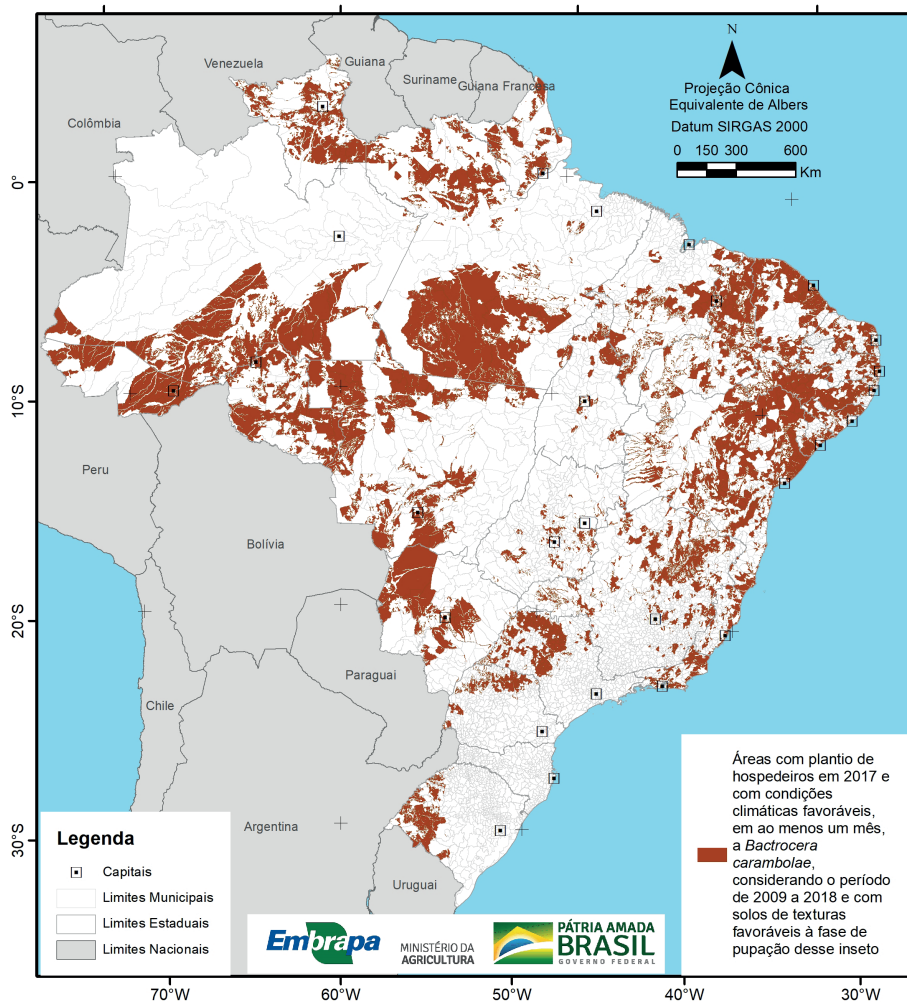 N
Projeção Cônica
Equivalente de Albers
Datum SIRGAS 2000
0 150 300 600
Km
Venezuela
Guiana
Suriname
Guiana Francesa
Colômbia
Peru
Bolívia
Paraguai
Chile
Argentina
Uruguai
0°
10°S
20°S
30°S
Legenda
Capitais
Limites Municipais
Limites Estaduais
Limites Nacionais
Embrapa
MINISTÉRIO DA
AGRICULTURA
PÁTRIA AMADA
BRASIL
GOVERNO FEDERAL
Áreas com plantio de
hospedeiros em 2017 e
com condições
climáticas favoráveis,
em ao menos um mês,
a Bactrocera
carambolae,
considerando o período
de 2009 a 2018 e com
solos de texturas
favoráveis à fase de
pupação desse inseto
70°W 60°W 50°W 40°W 30°W